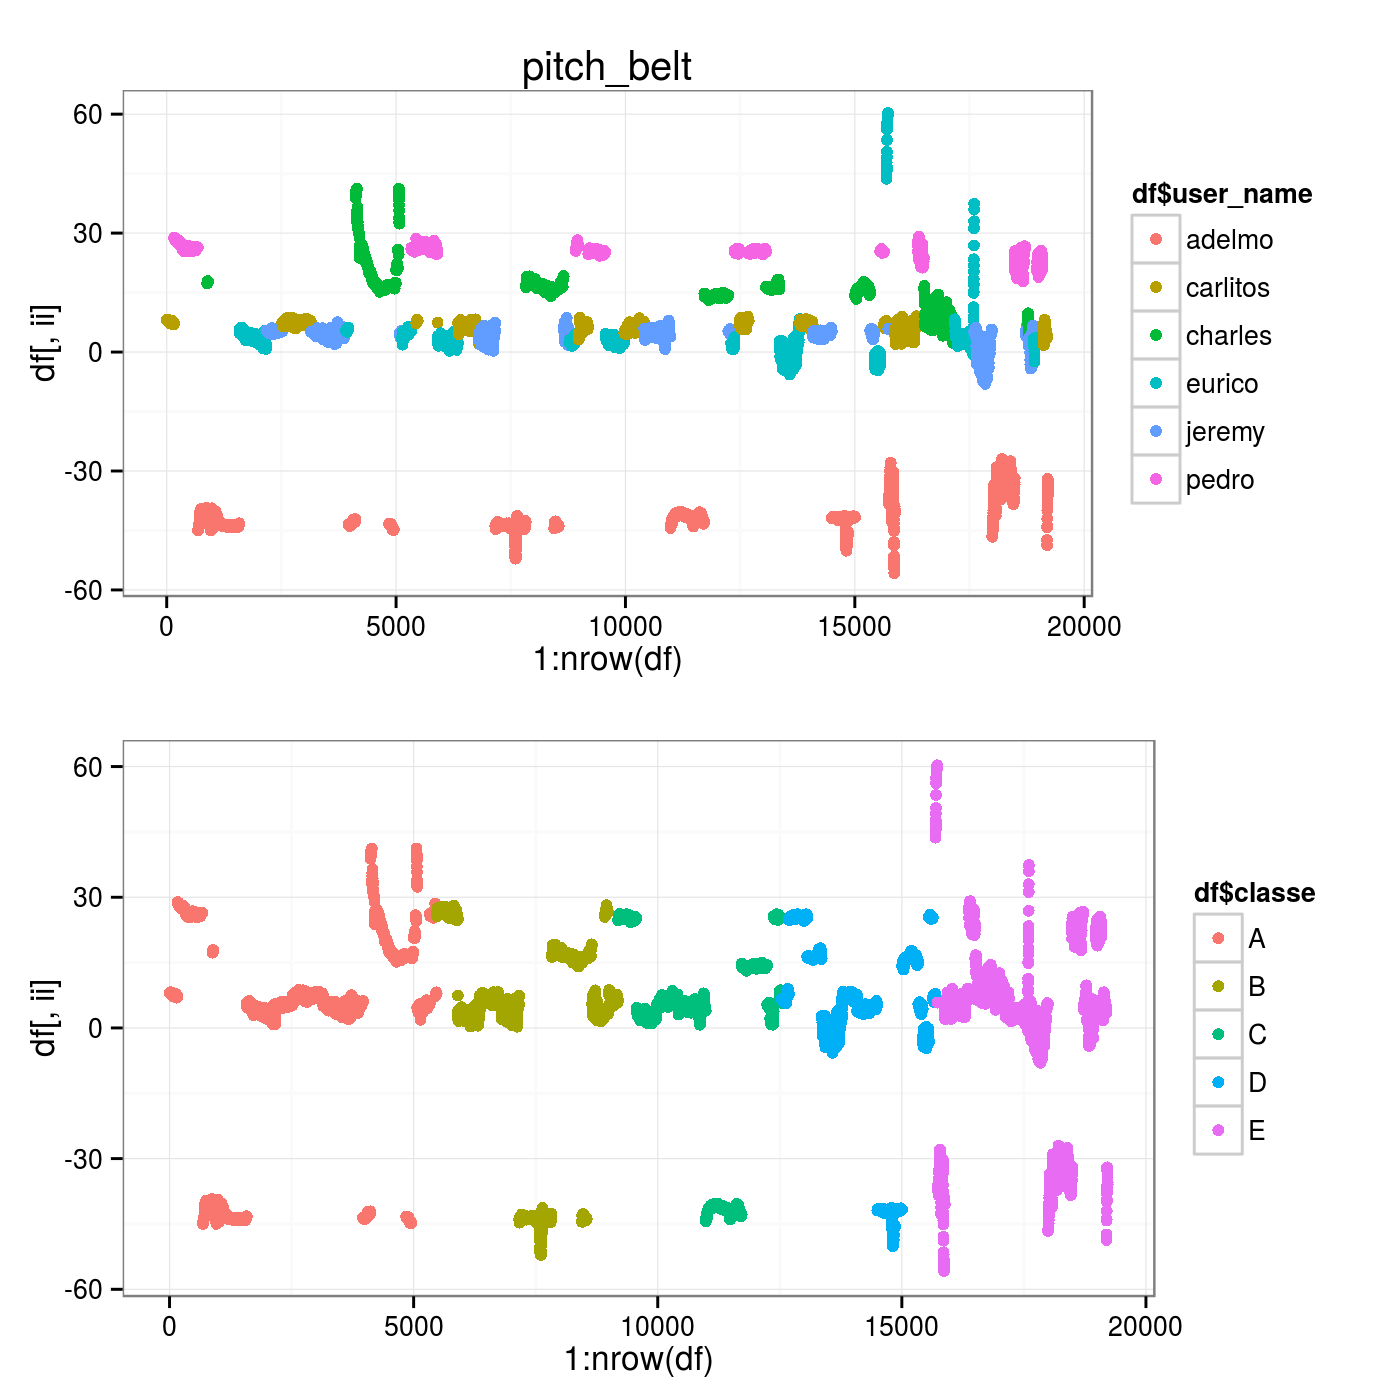 pitch_belt
60
30
0
-30
-60
df[, ii]
0 5000 10000 15000 20000
1:nrow(df)
df$user_name
adelmo
carlitos
charles
eurico
jeremy
pedro
60
30
0
-30
-60
df[, ii]
0 5000 10000 15000 20000
1:nrow(df)
df$classe
A
B
C
D
E